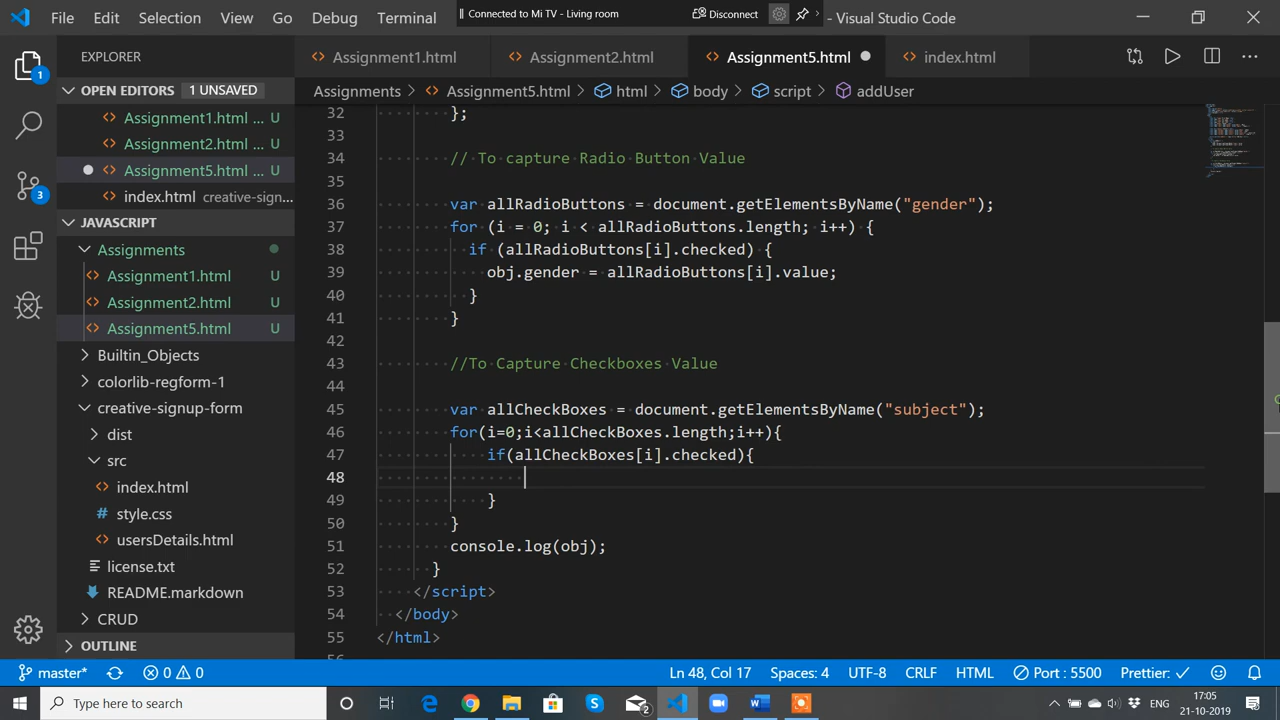 File Edit Selection View Go Debug Terminal
Connected to Mi TV - Living room
Disconnect
- Visual Studio Code
EXPLORER
Assignment1.html
Assignment2.html
Assignment5.html
index.html
OPEN EDITORS 1 UNSAVED
Assignments > Assignment5.html > html > body > script > addUser
Assignment1.html ... U
Assignment2.html ... U
Assignment5.html ... U
index.html creative-sign...
JAVASCRIPT
Assignments
Assignment1.html U
Assignment2.html U
Assignment5.html U
Builtin_Objects
colorlib-regform-1
creative-signup-form
dist
src
index.html
style.css
usersDetails.html
license.txt
README.markdown
CRUD
OUTLINE
1
3
32 };
33
34 // To capture Radio Button Value
35
36 var allRadioButtons = document.getElementsByName("gender");
37 for (i = 0; i < allRadioButtons.length; i++) {
38 if (allRadioButtons[i].checked) {
39 obj.gender = allRadioButtons[i].value;
40 }
41 }
42
43 //To Capture Checkboxes Value
44
45 var allCheckBoxes = document.getElementsByName("subject");
46 for(i=0;i<allCheckBoxes.length;i++){
47 if(allCheckBoxes[i].checked){
48
49 }
50 }
51 console.log(obj);
52 }
53 </script>
54 </body>
55 </html>
master* 0 0 Ln 48, Col 17 Spaces: 4 UTF-8 CRLF HTML Port : 5500 Prettier: ✓
Type here to search
2
ENG
17:05
21-10-2019